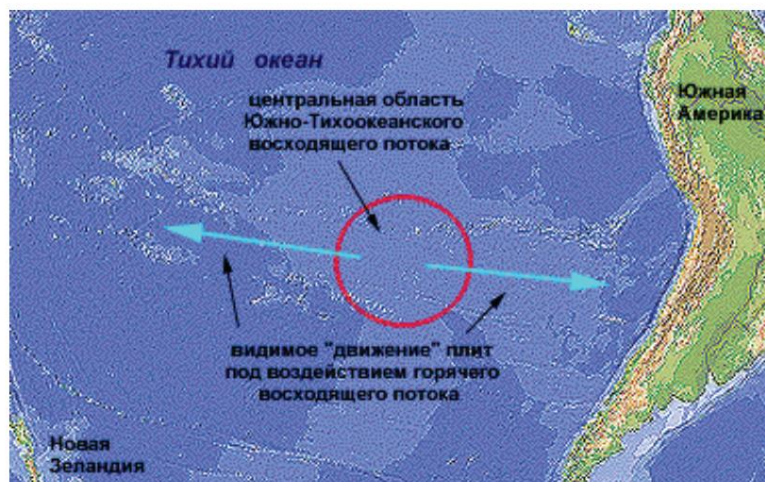 Тихий океан
центральная область
Южно-Тихоокеанского
восходящего потока
Южная
Америка
видимое "движение" плит
под воздействием горячего
восходящего потока
Новая
Зеландия